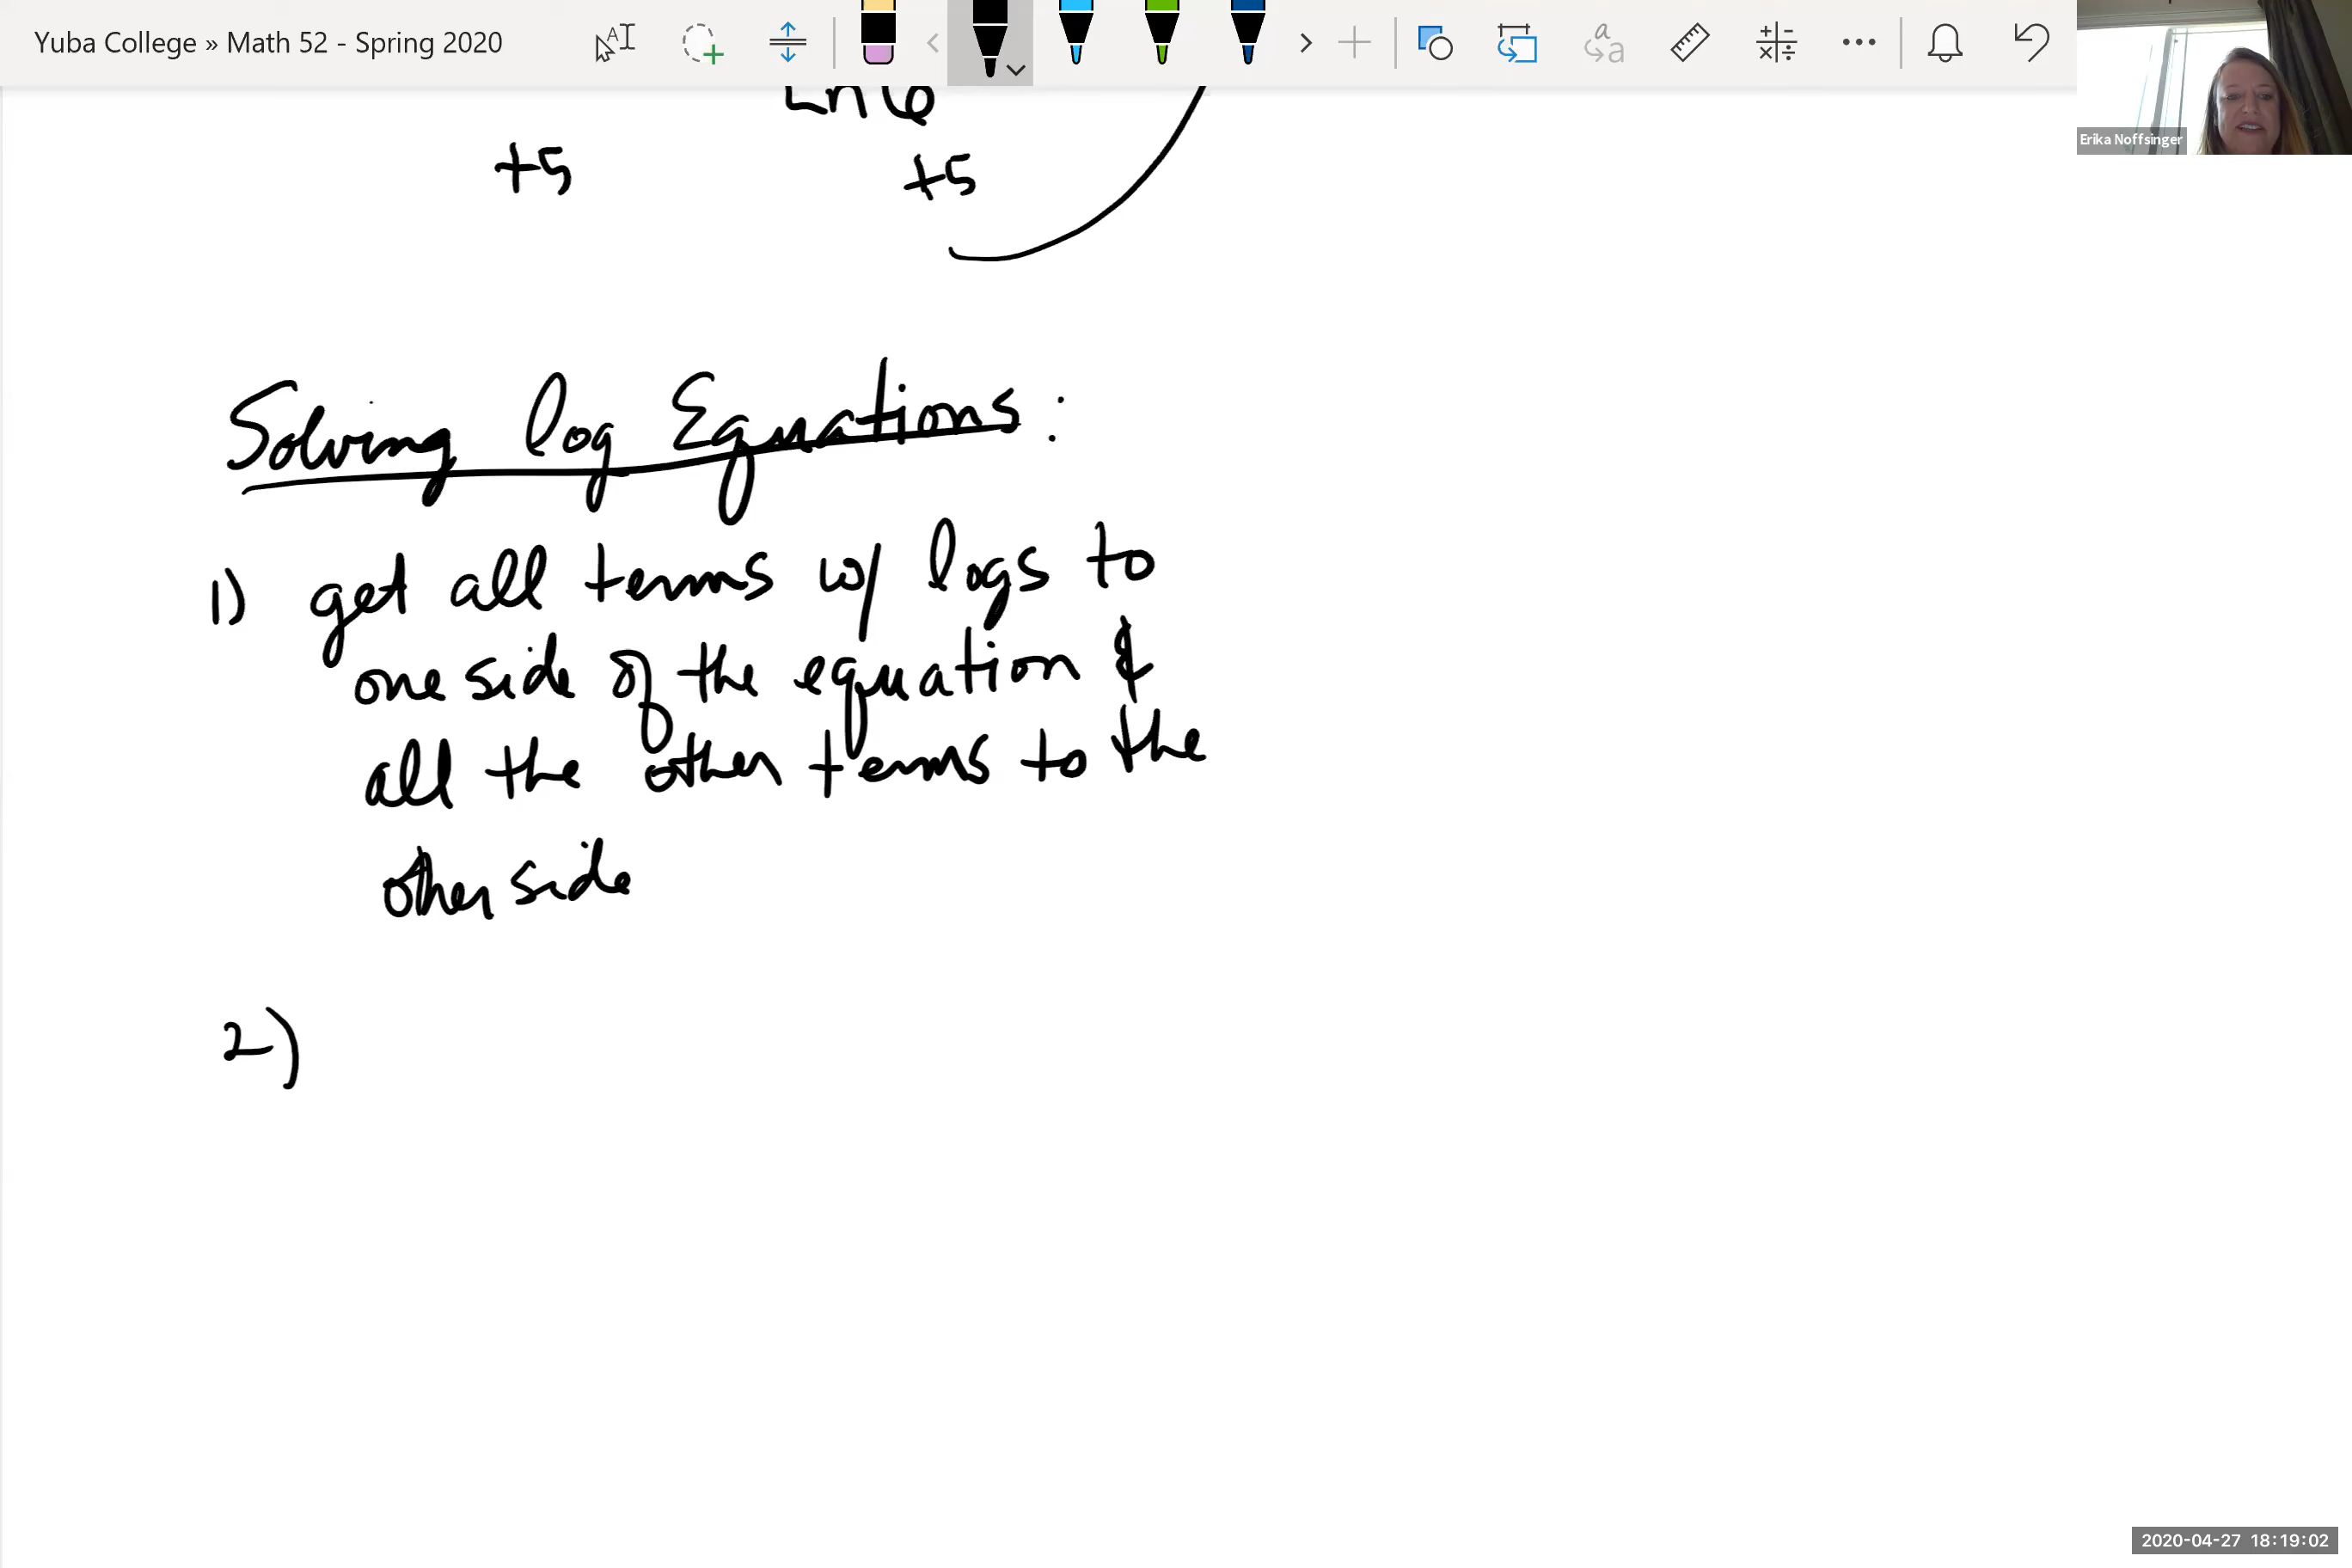 Yuba College » Math 52 - Spring 2020
Erika Noffsinger
Ln 6
+5 +5
Solving log Equations:
1) get all terms w/ logs to
one side of the equation &
all the other terms to the
other side
2)
2020-04-27 18:19:02